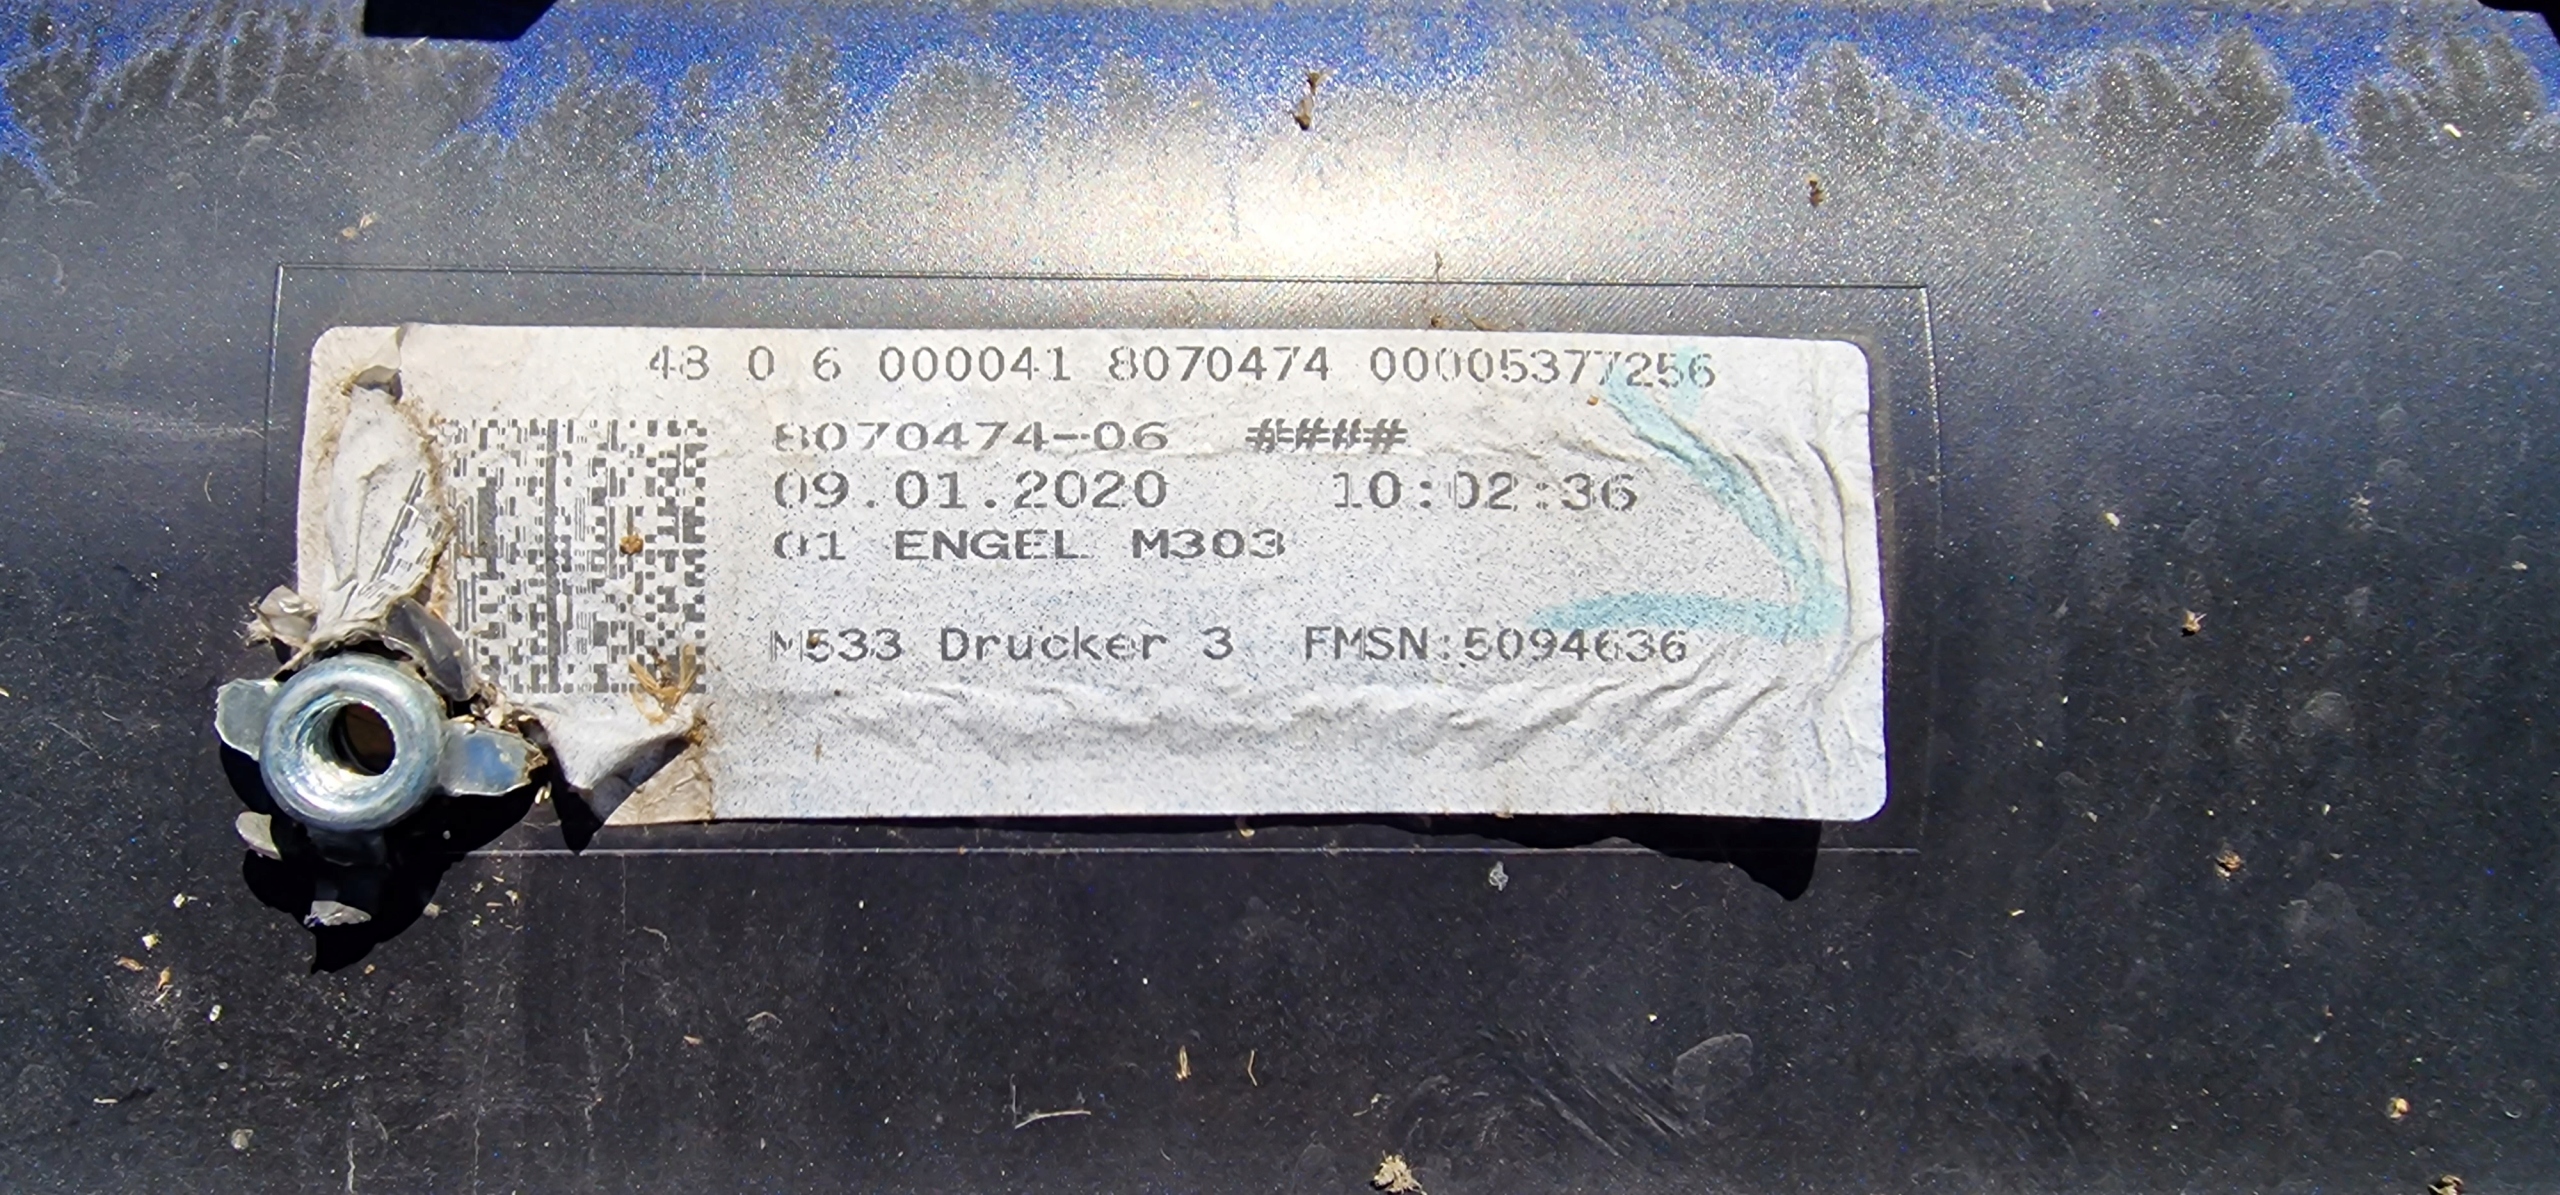 43 0 6 000041 8070474 00005377256
8070474-06 ####
09.01.2020 10:02:36
01 ENGEL M303
M533 Drucker 3 FMSN:5094636